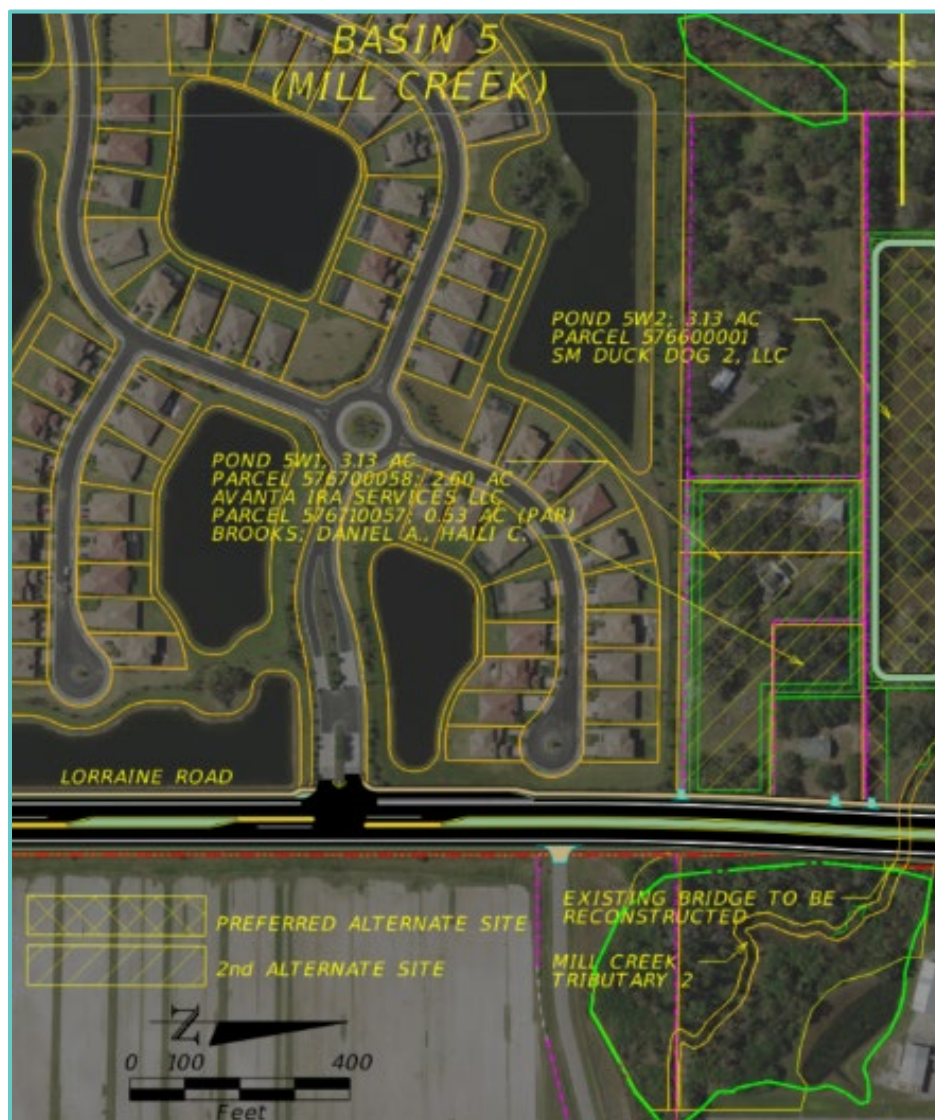 BASIN 5
(MILL CREEK)
POND 5W2; 3.13 AC
PARCEL 576600001
SM DUCK DOG 2, LLC
POND 5W1, 3.13 AC
PARCEL 576700058; 2.60 AC
AVANTA IRA SERVICES LLC
PARCEL 576710057; 0.53 AC (PAR)
BROOKS; DANIEL A., HAILI C.
LORRAINE ROAD
EXISTING BRIDGE TO BE
RECONSTRUCTED
PREFERRED ALTERNATE SITE
2nd ALTERNATE SITE
MILL CREEK
TRIBUTARY 2
N
0 100 400
Feet